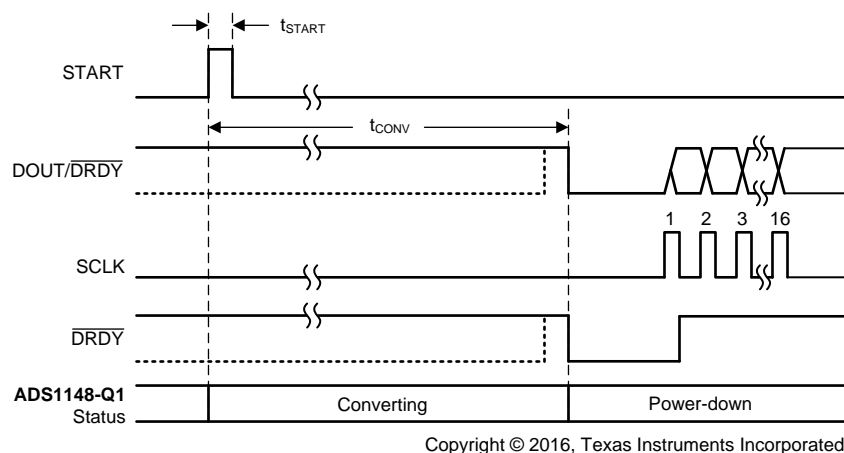 tSTART
START
tCONV
DOUT/DRDY
1 2 3 16
SCLK
DRDY
ADS1148-Q1
Status
Converting
Power-down
Copyright © 2016, Texas Instruments Incorporated